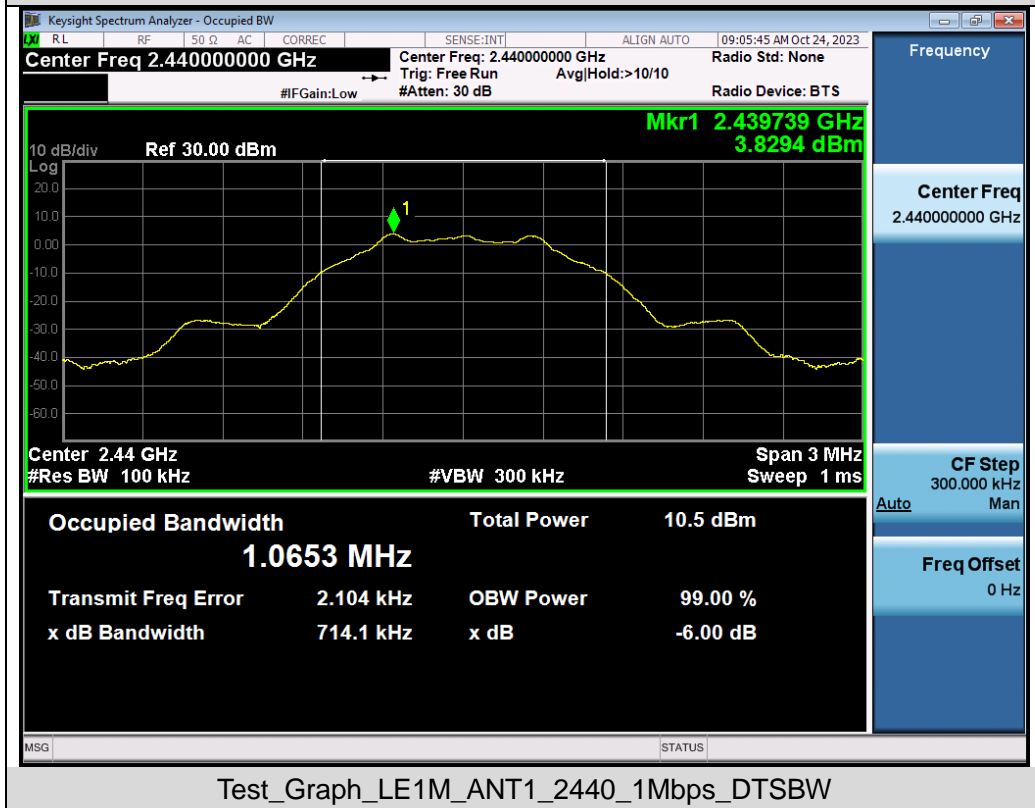 Keysight Spectrum Analyzer - Occupied BW
LXI RL RF 50 Ω AC CORREC SENSE:INT ALIGN AUTO 09:05:45 AM Oct 24, 2023
Center Freq 2.440000000 GHz
Center Freq: 2.440000000 GHz
Radio Std: None
Trig: Free Run Avg|Hold:>10/10
#IFGain:Low
#Atten: 30 dB
Radio Device: BTS
Frequency
Mkr1 2.439739 GHz
3.8294 dBm
10 dB/div Ref 30.00 dBm
Log
20.0
10.0
0.00
-10.0
-20.0
-30.0
-40.0
-50.0
-60.0
1
Center 2.44 GHz
Span 3 MHz
#Res BW 100 kHz
#VBW 300 kHz
Sweep 1 ms
Center Freq
2.440000000 GHz
CF Step
300.000 kHz
Auto Man
Freq Offset
0 Hz
Occupied Bandwidth
1.0653 MHz
Total Power 10.5 dBm
Transmit Freq Error 2.104 kHz OBW Power 99.00 %
x dB Bandwidth 714.1 kHz x dB -6.00 dB
MSG STATUS
Test_Graph_LE1M_ANT1_2440_1Mbps_DTSBW